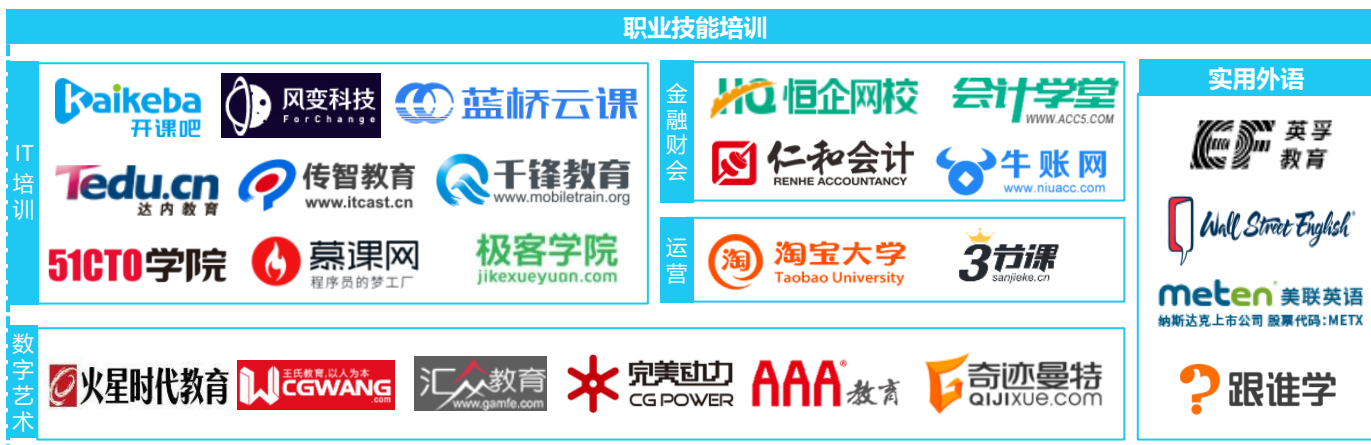 职业技能培训
IT培训
Kaikeba
开课吧
风变科技
ForChange
蓝桥云课
Tedu.cn
达内教育
传智教育
www.itcast.cn
千锋教育
www.mobiletrain.org
51CTO学院
慕课网
程序员的梦工厂
极客学院
jikexueyuan.com
金融财会
HQ恒企网校
会计学堂
WWW.ACC5.COM
仁和会计
RENHE ACCOUNTANCY
牛账网
www.niuacc.com
运营
淘
淘宝大学
Taobao University
3节课
sanjieke.cn
数字艺术
火星时代教育
王氏教育,以人为本
CGWANG
.com
汇众教育
www.gamfe.com
完美动力
CG POWER
AAA®
教育
奇迹曼特
QIJIXUE.COM
实用外语
EF
英孚
教育
Wall Street English®
meten®美联英语
纳斯达克上市公司 股票代码:METX
跟谁学